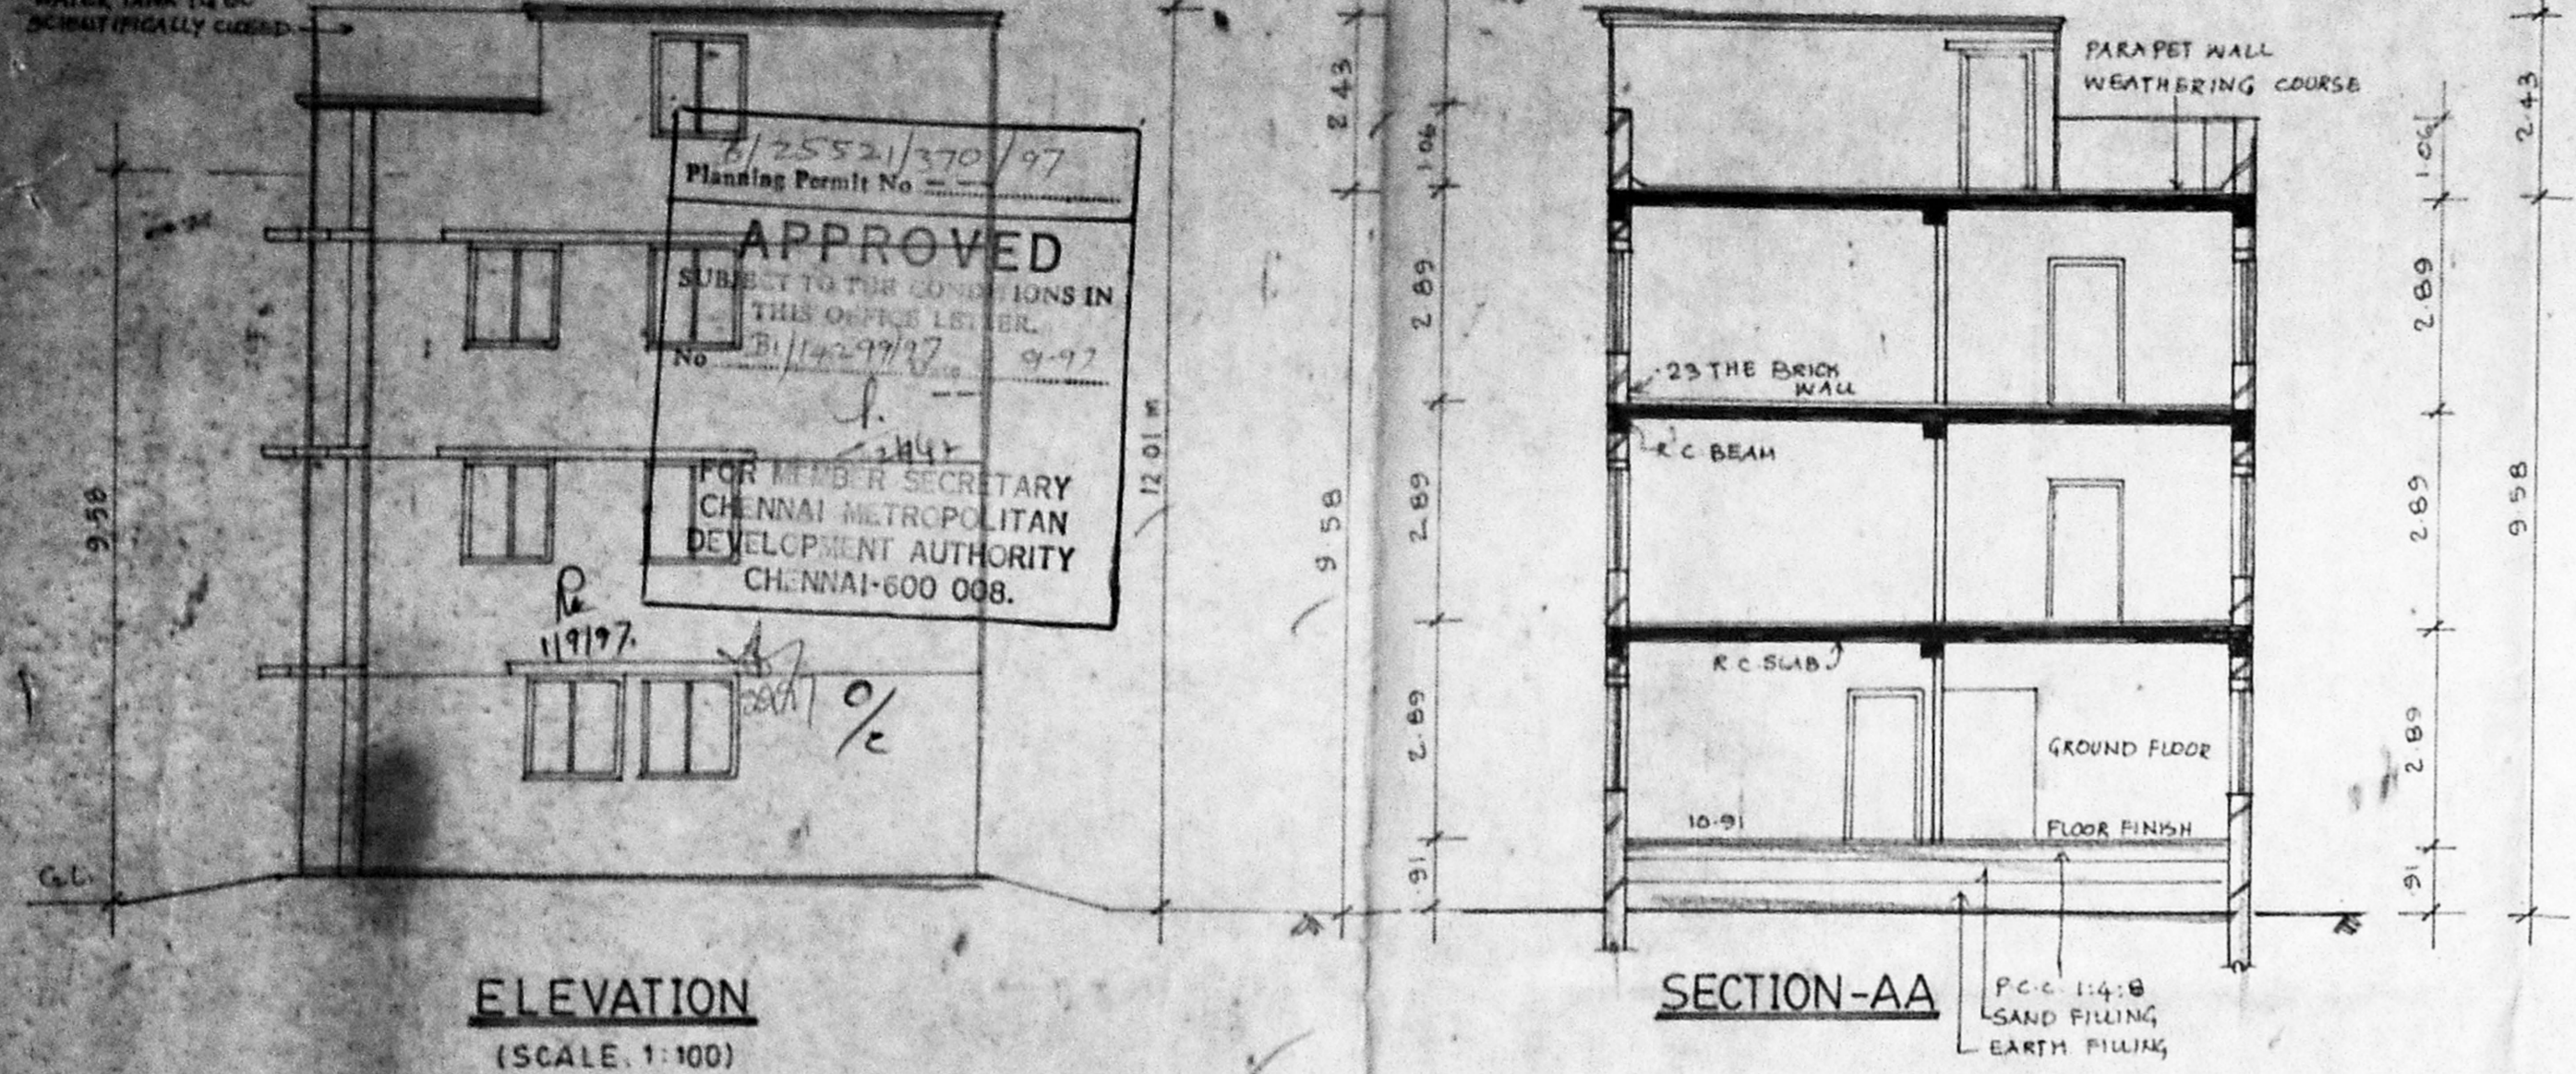 SCIENTIFICALLY CLOSED
B/25521/370/97
Planning Permit No
APPROVED
SUBJECT TO THE CONDITIONS IN
THIS OFFICE LETTER.
No B1/14299/97 9-97
FOR MEMBER SECRETARY
CHENNAI METROPOLITAN
DEVELOPMENT AUTHORITY
CHENNAI-600 008.
1/9/97.
O/c
9.58
G.L.
12.01 m
ELEVATION
(SCALE. 1:100)
2.43
9.58
1.06
2.89
2.89
2.89
.91
PARAPET WALL
WEATHERING COURSE
.23 THE BRICK
WALL
R C BEAM
R.C.SLAB
GROUND FLOOR
10.91
FLOOR FINISH
SECTION-AA
P.C.C. 1:4:8
SAND FILLING
EARTH FILLING
1.06
2.89
2.89
2.89
.91
2.43
9.58